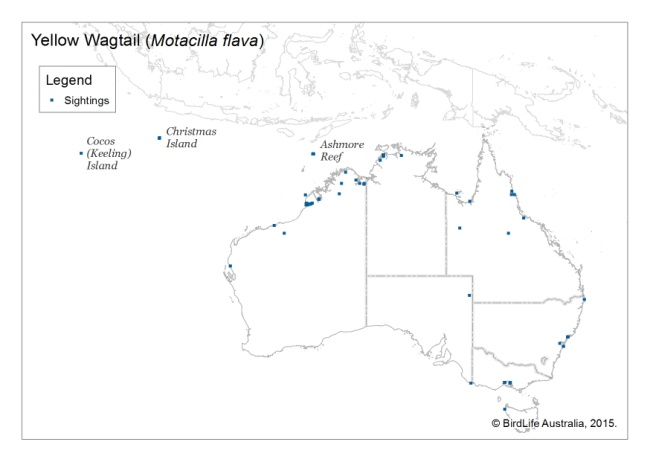 Yellow Wagtail (Motacilla flava)
Legend
Sightings
Christmas
Island
Cocos
(Keeling)
Island
Ashmore
Reef
© BirdLife Australia, 2015.